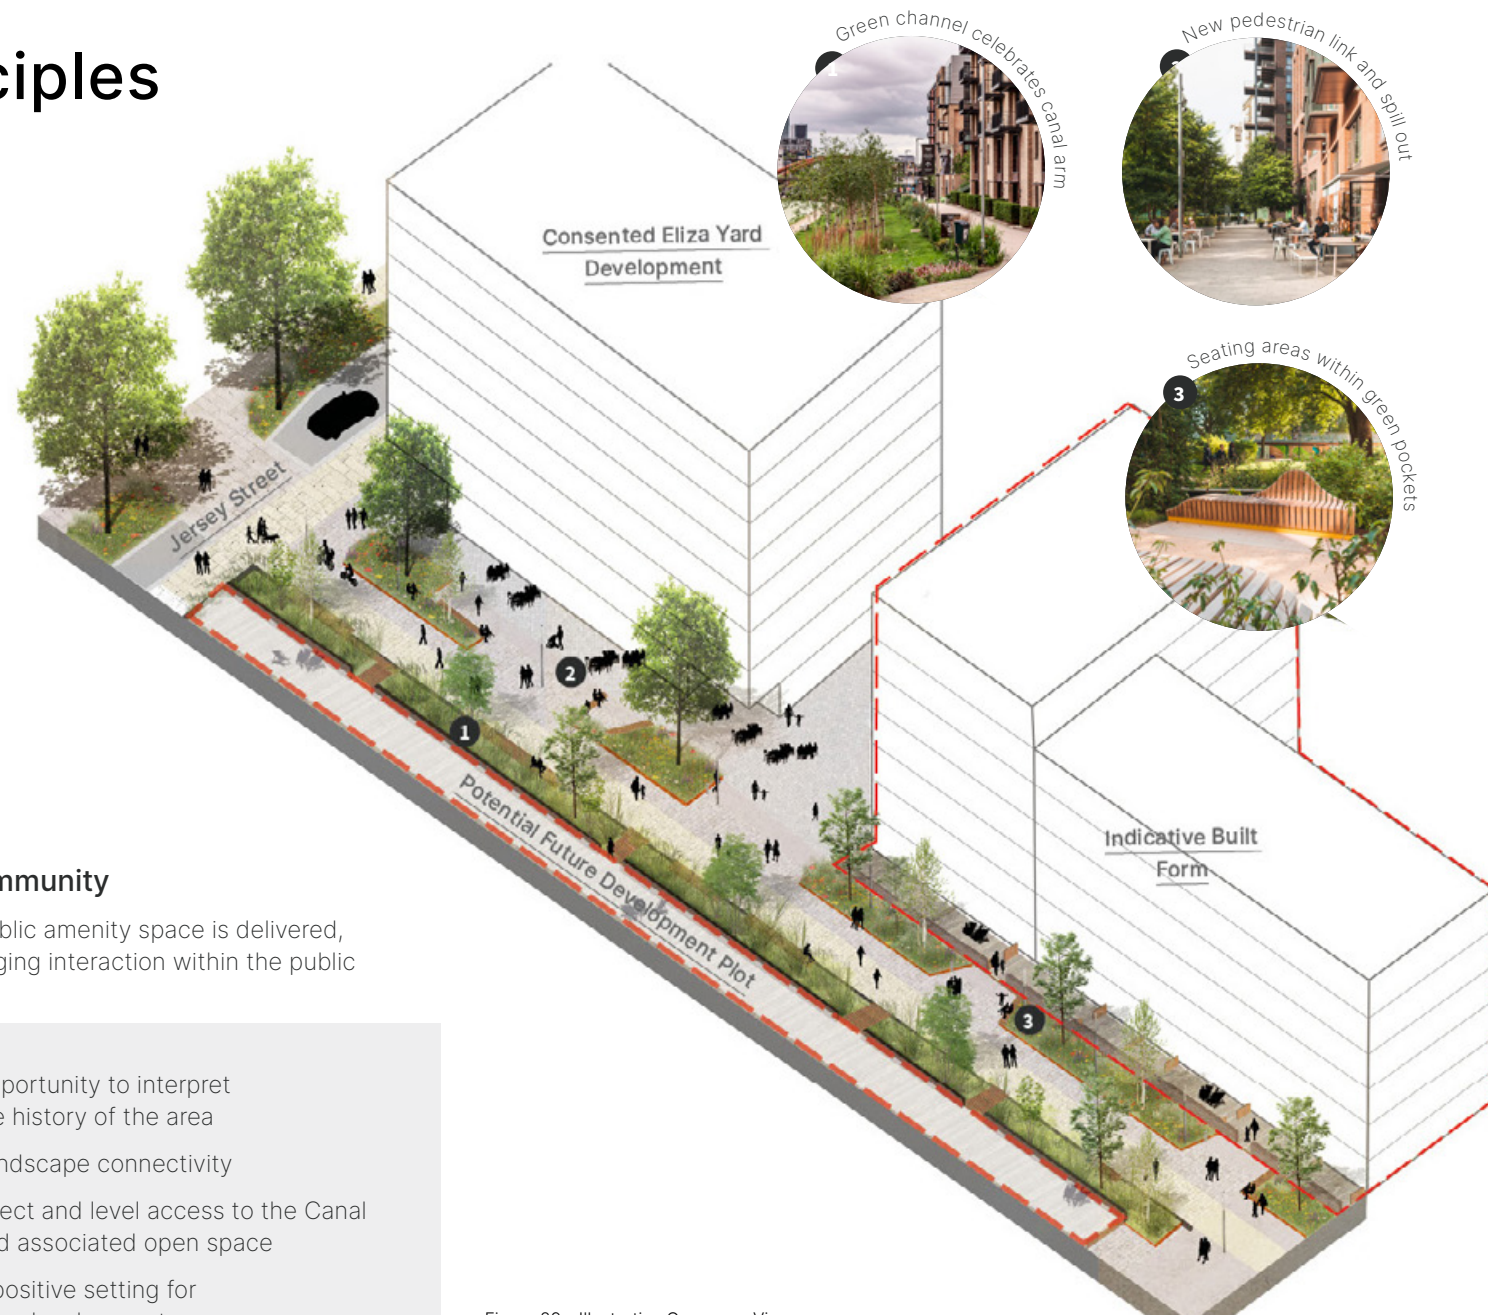 ciples
Green channel celebrates canal arm
New pedestrian link and spill out
Consented Eliza Yard
Development
3
Seating areas within green pockets
Jersey Street
2
1
Potential Future Development Plot
Indicative Built
Form
3
mmunity
blic amenity space is delivered,
ging interaction within the public
portunity to interpret
e history of the area
ndscape connectivity
ect and level access to the Canal
d associated open space
positive setting for